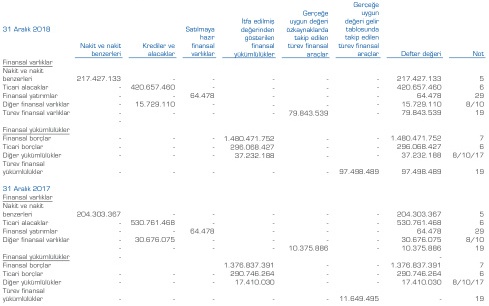 Gerçeğe
Gerçeğe uygun
İtfa edilmiş uygun değeri değeri gelir
31 Aralık 2018 Satılmaya değerinden özkaynaklarda tablosunda
hazır gösterilen takip edilen takip edilen
Nakit ve nakit Krediler ve finansal finansal türev finansal türev finansal
benzerleri alacaklar varlıklar yükümlülükler araçlar araçlar Defter değeri Not
Finansal varlıklar
Nakit ve nakit
benzerleri 217.427.133 - - - - - 217.427.133 5
Ticari alacaklar - 420.657.460 - - - - 420.657.460 6
Finansal yatırımlar - - 64.478 - - - 64.478 29
Diğer finansal varlıklar - 15.729.110 - - - - 15.729.110 8/10
Türev finansal varlıklar - - - - 79.843.539 - 79.843.539 19
Finansal yükümlülükler
Finansal borçlar - - - 1.480.471.752 - - 1.480.471.752 7
Ticari borçlar - - - 296.068.427 - - 296.068.427 6
Diğer yükümlülükler - - - 37.232.188 - - 37.232.188 8/10/17
Türev finansal
yükümlülükler - - - - - 97.498.489 97.498.489 19
31 Aralık 2017
Finansal varlıklar
Nakit ve nakit
benzerleri 204.303.367 - - - - - 204.303.367 5
Ticari alacaklar - 530.761.468 - - - - 530.761.468 6
Finansal yatırımlar - - 64.478 - - - 64.478 29
Diğer finansal varlıklar - 30.676.075 - - - - 30.676.075 8/10
- - - - 10.375.886 - 10.375.886 19
Finansal yükümlülükler - -
Finansal borçlar - 1.376.837.391 - - 1.376.837.391 7
Ticari borçlar - - - 290.746.264 - - 290.746.264 6
Diğer yükümlülükler - - - 17.410.030 - - 17.410.030 8/10/17
Türev finansal
yükümlülükler - - - - - 11.649.495 - 19